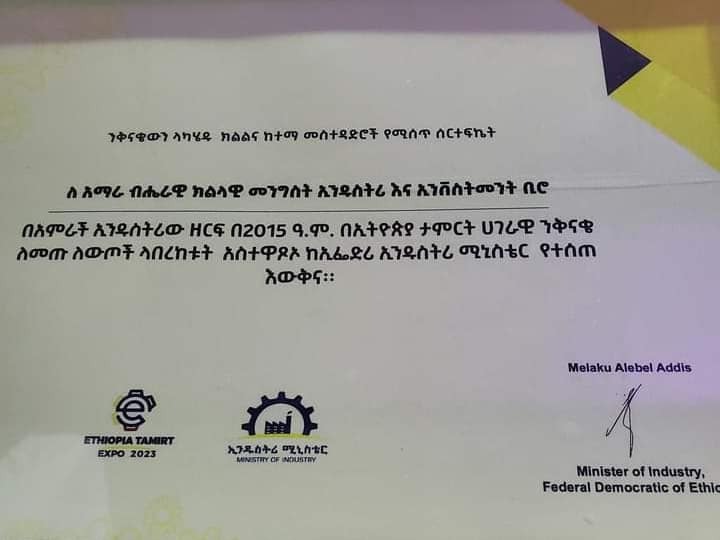 ንቅናቄውን ላካሄዱ ክልልና ከተማ መስተዳድሮች የሚሰጥ ሰርተፍኬት
ለ አማራ ብሔራዊ ክልላዊ መንግስት ኢንዱስትሪ እና ኢንቨስትመንት ቢሮ
በአምራች ኢንዱስትሪው ዘርፍ በ2015 ዓ.ም. በኢትዮጵያ ታምርት ሀገራዊ ንቅናቄ
ለመጡ ለውጦች ላበረከቱት አስተዋጾኦ ከኢፌድሪ ኢንዱስትሪ ሚኒስቴር የተሰጠ
እውቅና።
Melaku Alebel Addis
ETHIOPIA TAMIRT
EXPO 2023
ኢንዱስትሪ ሚኒስቴር
MINISTRY OF INDUSTRY
Minister of Industry,
Federal Democratic of Ethio